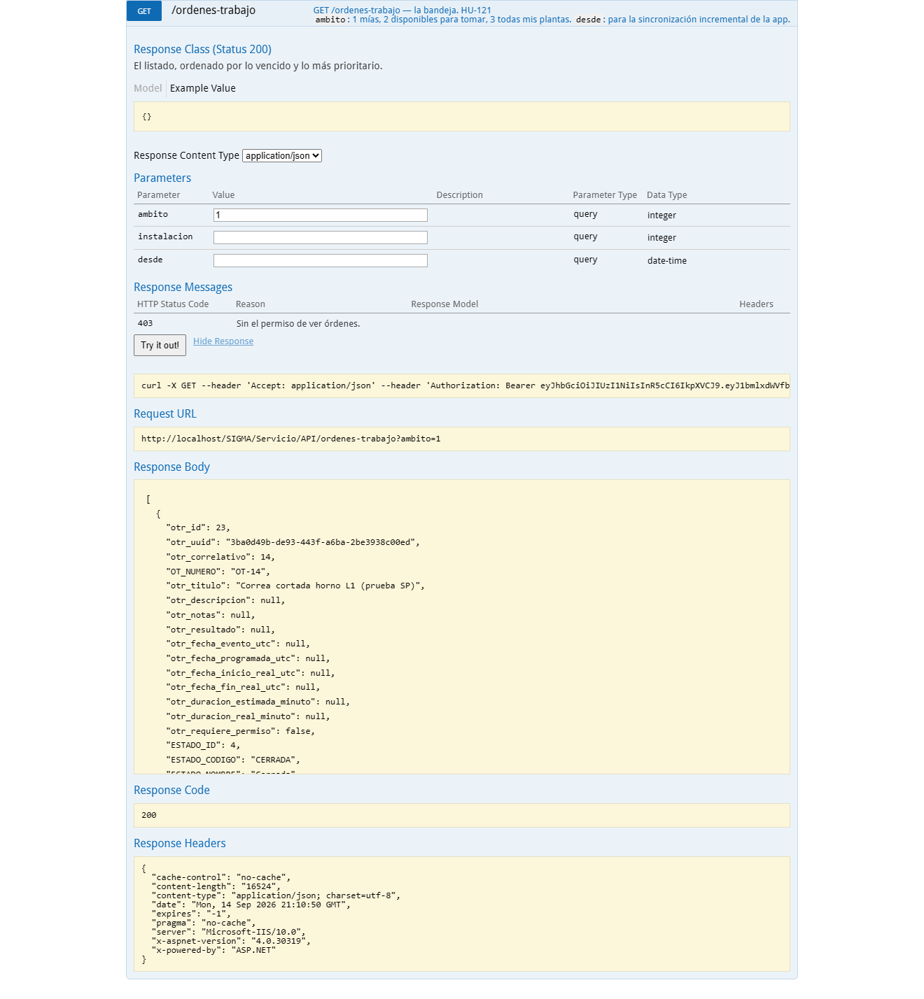 GET /ordenes-trabajo GET /ordenes-trabajo — la bandeja. HU-121
ambito : 1 mías, 2 disponibles para tomar, 3 todas mis plantas. desde : para la sincronización incremental de la app.
Response Class (Status 200)
El listado, ordenado por lo vencido y lo más prioritario.
Model Example Value
{}
Response Content Type application/json
Parameters
Parameter Value Description Parameter Type Data Type
ambito 1 query integer
instalacion query integer
desde query date-time
Response Messages
HTTP Status Code Reason Response Model Headers
403 Sin el permiso de ver órdenes.
Try it out! Hide Response
curl -X GET --header 'Accept: application/json' --header 'Authorization: Bearer eyJhbGciOiJIUzI1NiIsInR5cCI6IkpXVCJ9.eyJ1bmlxdWVfb
Request URL
http://localhost/SIGMA/Servicio/API/ordenes-trabajo?ambito=1
Response Body
[
{
"otr_id": 23,
"otr_uuid": "3ba0d49b-de93-443f-a6ba-2be3938c00ed",
"otr_correlativo": 14,
"OT_NUMERO": "OT-14",
"otr_titulo": "Correa cortada horno L1 (prueba SP)",
"otr_descripcion": null,
"otr_notas": null,
"otr_resultado": null,
"otr_fecha_evento_utc": null,
"otr_fecha_programada_utc": null,
"otr_fecha_inicio_real_utc": null,
"otr_fecha_fin_real_utc": null,
"otr_duracion_estimada_minuto": null,
"otr_duracion_real_minuto": null,
"otr_requiere_permiso": false,
"ESTADO_ID": 4,
"ESTADO_CODIGO": "CERRADA",
"ESTADO_NOMBRE": "Cerrada",
Response Code
200
Response Headers
{
"cache-control": "no-cache",
"content-length": "16524",
"content-type": "application/json; charset=utf-8",
"date": "Mon, 14 Sep 2026 21:10:50 GMT",
"expires": "-1",
"pragma": "no-cache",
"server": "Microsoft-IIS/10.0",
"x-aspnet-version": "4.0.30319",
"x-powered-by": "ASP.NET"
}